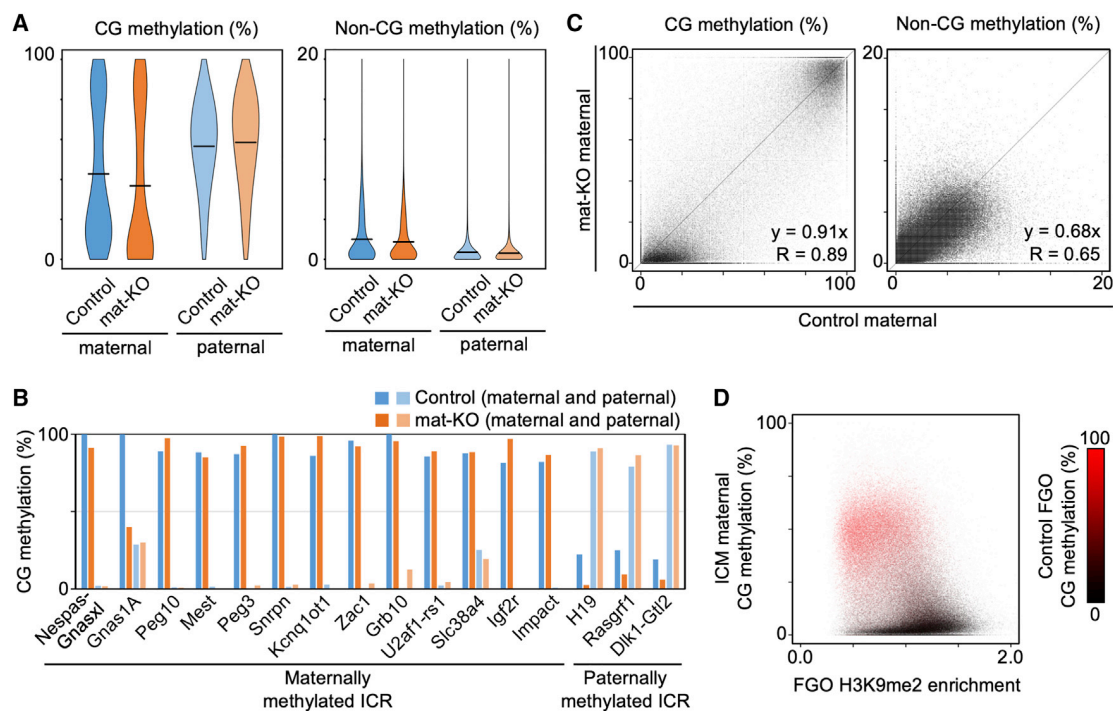 A
CG methylation (%)
Non-CG methylation (%)
100
0
20
0
Control
mat-KO
Control
mat-KO
Control
mat-KO
Control
mat-KO
maternal
paternal
maternal
paternal
C
CG methylation (%)
Non-CG methylation (%)
mat-KO maternal
100
0
20
0
y = 0.91x
R = 0.89
y = 0.68x
R = 0.65
0
100
0
20
Control maternal
B
Control (maternal and paternal)
mat-KO (maternal and paternal)
CG methylation (%)
100
0
Nespas-
Gnasxl
Gnas1A
Peg10
Mest
Peg3
Snrpn
Kcnq1ot1
Zac1
Grb10
U2af1-rs1
Slc38a4
Igf2r
Impact
H19
Rasgrf1
Dlk1-Gtl2
Maternally
methylated ICR
Paternally
methylated ICR
D
ICM maternal
CG methylation (%)
100
0
0.0
1.0
2.0
FGO H3K9me2 enrichment
Control FGO
CG methylation (%)
100
0